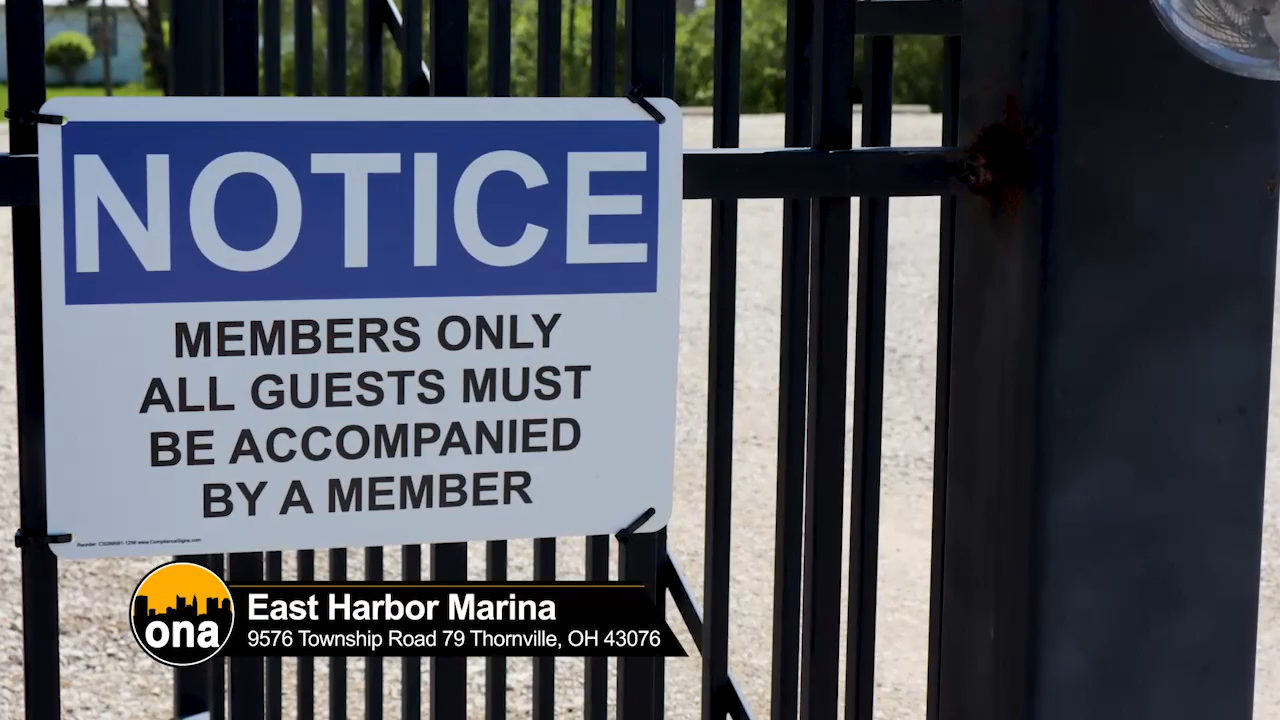 NOTICE
MEMBERS ONLY
ALL GUESTS MUST
BE ACCOMPANIED
BY A MEMBER
ona
East Harbor Marina
9576 Township Road 79 Thornville, OH 43076